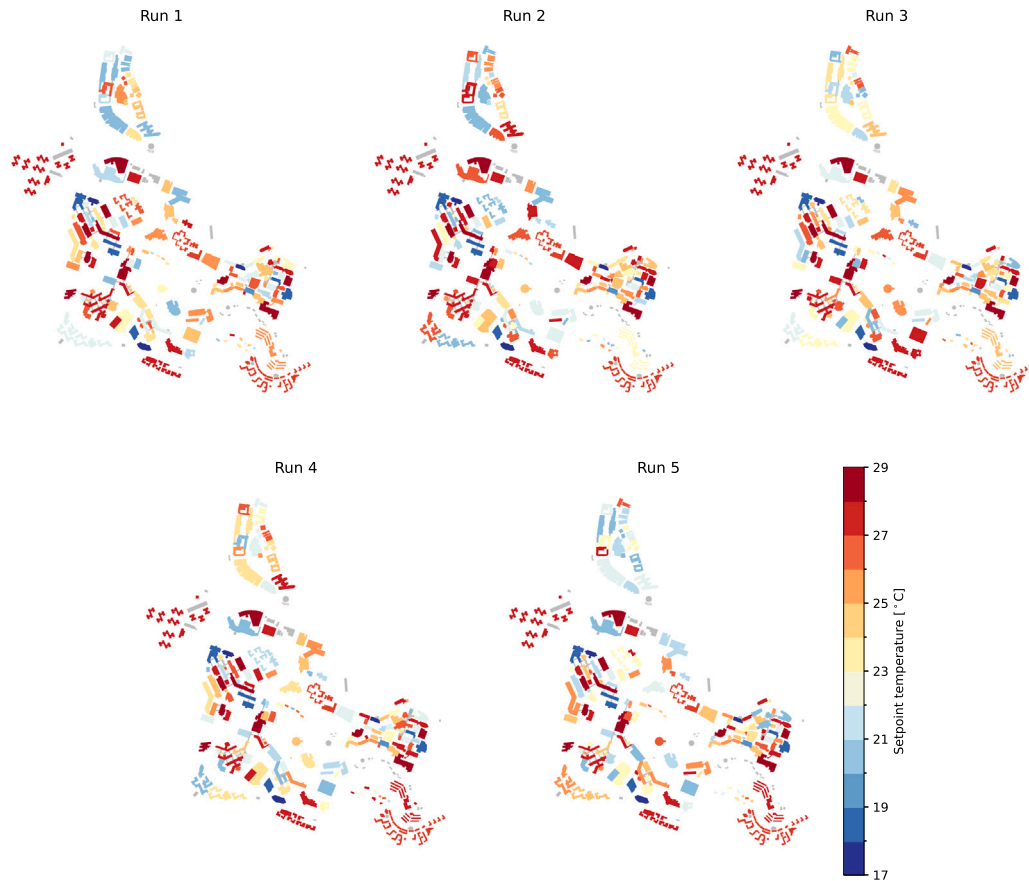 Run 1
Run 2
Run 3
Run 4
Run 5
29
27
25
23
21
19
17
Setpoint temperature [°C]